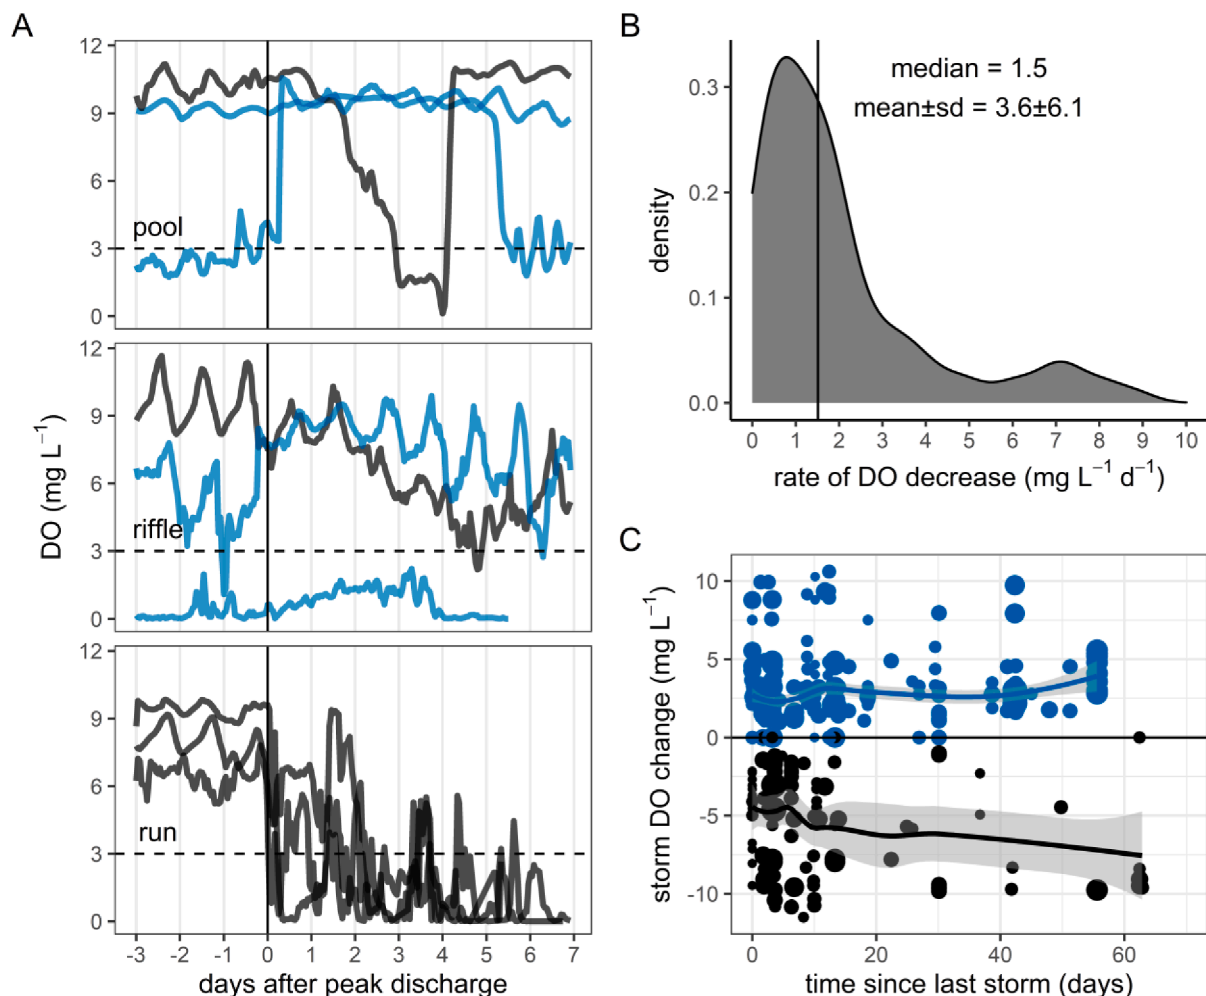 A
12
9
6
3
0
pool
12
9
6
3
0
riffle
12
9
6
3
0
run
-3 -2 -1 0 1 2 3 4 5 6 7
days after peak discharge
DO (mg L⁻¹)
B
median = 1.5
mean±sd = 3.6±6.1
0.3
0.2
0.1
0.0
density
0 1 2 3 4 5 6 7 8 9 10
rate of DO decrease (mg L⁻¹ d⁻¹)
C
10
5
0
-5
-10
storm DO change (mg L⁻¹)
0 20 40 60
time since last storm (days)